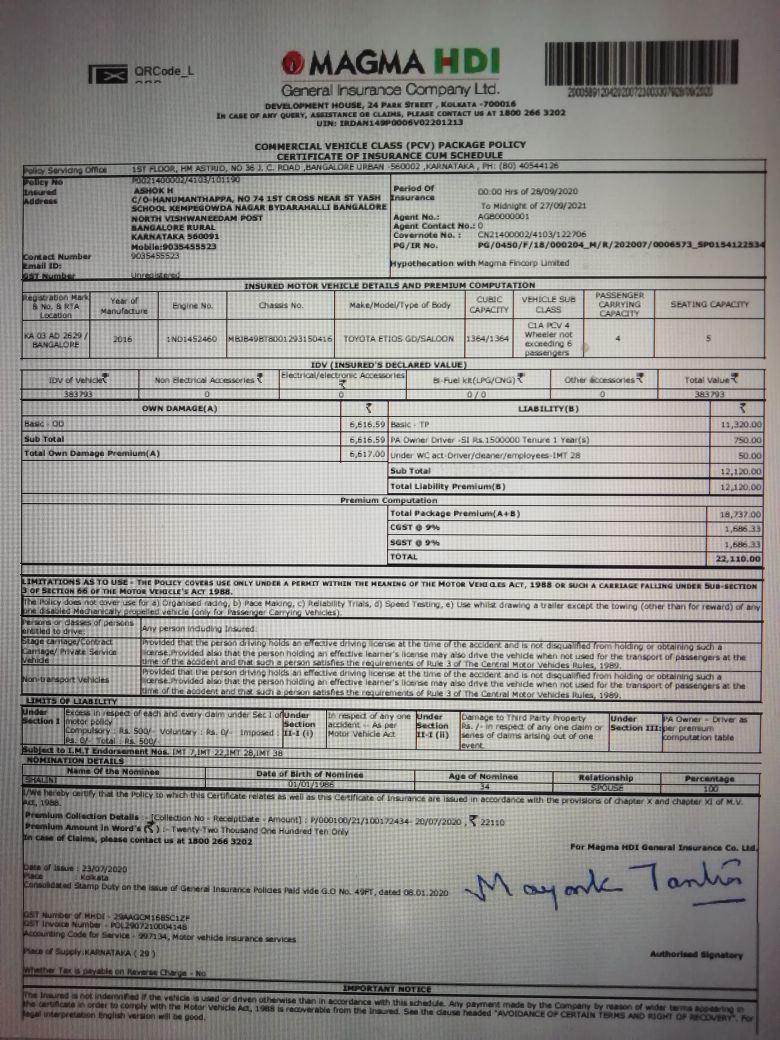 QRCode_L
MAGMA HDI
General Insurance Company Ltd.
DEVELOPMENT HOUSE, 24 PARK STREET , KOLKATA -700016
IN CASE OF ANY QUERY, ASSISTANCE OR CLAIMS, PLEASE CONTACT US AT 1800 266 3202
UIN: IRDAN149P0006V02201213
COMMERCIAL VEHICLE CLASS (PCV) PACKAGE POLICY
CERTIFICATE OF INSURANCE CUM SCHEDULE
Policy Servicing Office 1ST FLOOR, HM ASTRID, NO 36 J. C. ROAD ,BANGALORE URBAN -560002 ,KARNATAKA , PH: (80) 40544126
Policy No P0021400002/4103/101190
Insured ASHOK H
Address C/O-HANUMANTHAPPA, NO 74 1ST CROSS NEAR ST YASH
SCHOOL KEMPEGOWDA NAGAR BYDARAHALLI BANGALORE
NORTH VISHWANEEDAM POST
BANGALORE RURAL
KARNATAKA 560091
Mobile:9035455523
Contact Number 9035455523
Email ID:
GST Number Unregistered
Period Of Insurance 00:00 Hrs of 28/09/2020
To Midnight of 27/09/2021
Agent No.: AGB0000001
Agent Contact No.: 0
Covernote No. : CN21400002/4103/122706
PG/IR No. PG/0450/F/18/000204_M/R/202007/0006573_SP0154122534
Hypothecation with Magma Fincorp Limited
INSURED MOTOR VEHICLE DETAILS AND PREMIUM COMPUTATION
Registration Mark & No. & RTA Location Year of Manufacture Engine No. Chassis No. Make/Model/Type of Body CUBIC CAPACITY VEHICLE SUB CLASS PASSENGER CARRYING CAPACITY SEATING CAPACITY
KA 03 AD 2629 / BANGALORE 2016 1ND1452460 MBJB49BT8001293150416 TOYOTA ETIOS GD/SALOON 1364/1364 C1A PCV 4 Wheeler not exceeding 6 passengers 4 5
IDV (INSURED'S DECLARED VALUE)
IDV of Vehicle₹ Non Electrical Accessories ₹ Electrical/electronic Accessories ₹ Bi-Fuel kit(LPG/CNG) ₹ Other accessories ₹ Total Value ₹
383793 0 0 0 / 0 0 383793
OWN DAMAGE(A) ₹ LIABILITY(B) ₹
Basic - OD 6,616.59 Basic - TP 11,320.00
Sub Total 6,616.59 PA Owner Driver -SI Rs.1500000 Tenure 1 Year(s) 750.00
Total Own Damage Premium(A) 6,617.00 Under WC act-Driver/cleaner/employees-IMT 28 50.00
Sub Total 12,120.00
Total Liability Premium(B) 12,120.00
Premium Computation
Total Package Premium(A+B) 18,737.00
CGST @ 9% 1,686.33
SGST @ 9% 1,686.33
TOTAL 22,110.00
LIMITATIONS AS TO USE - THE POLICY COVERS USE ONLY UNDER A PERMIT WITHIN THE MEANING OF THE MOTOR VEHICLES ACT, 1988 OR SUCH A CARRIAGE FALLING UNDER SUB-SECTION
3 OF SECTION 66 OF THE MOTOR VEHICLE'S ACT 1988.
The Policy does not cover use for a) Organised racing, b) Pace Making, c) Reliability Trials, d) Speed Testing, e) Use whilst drawing a trailer except the towing (other than for reward) of any
one disabled Mechanically propelled vehicle (only for Passenger Carrying Vehicles).
Persons or classes of persons entitled to drive: Any person including Insured:
Stage carriage/Contract Carriage/ Private Service Vehicle Provided that the person driving holds an effective driving license at the time of the accident and is not disqualified from holding or obtaining such a
license.Provided also that the person holding an effective learner's license may also drive the vehicle when not used for the transport of passengers at the
time of the accident and that such a person satisfies the requirements of Rule 3 of The Central Motor Vehicles Rules, 1989.
Non-transport Vehicles Provided that the person driving holds an effective driving license at the time of the accident and is not disqualified from holding or obtaining such a
license.Provided also that the person holding an effective learner's license may also drive the vehicle when not used for the transport of passengers at the
time of the accident and that such a person satisfies the requirements of Rule 3 of The Central Motor Vehicles Rules, 1989.
LIMITS OF LIABILITY
Under Section I Excess in respect of each and every claim under Sec I of motor policy Compulsory : Rs. 500/- Voluntary : Rs. 0/- Imposed : Rs. 0/- Total : Rs. 500/- Under Section II-I (i) In respect of any one accident – As per Motor Vehicle Act Under Section II-I (ii) Damage to Third Party Property Rs. /- in respect of any one claim or series of claims arising out of one event. Under Section III: PA Owner – Driver as per premium computation table
Subject to I.M.T Endorsement Nos. IMT 7,IMT 22,IMT 28,IMT 38
NOMINATION DETAILS
Name Of the Nominee Date of Birth of Nominee Age of Nominee Relationship Percentage
SHALINI 01/01/1986 34 SPOUSE 100
I/We hereby certify that the Policy to which this Certificate relates as well as this Certificate of Insurance are issued in accordance with the provisions of chapter X and chapter XI of M.V.
Act, 1988.
Premium Collection Details :- [Collection No - ReceiptDate - Amount] : P/000100/21/100172434- 20/07/2020 , ₹ 22110
Premium Amount in Word's (₹) :- Twenty-Two Thousand One Hundred Ten Only
In case of Claims, please contact us at 1800 266 3202
For Magma HDI General Insurance Co. Ltd.
Date of Issue : 23/07/2020
Place : Kolkata
Consolidated Stamp Duty on the issue of General Insurance Policies Paid vide G.O No. 49FT, dated 08.01.2020
Mayank
GST Number of MHDI - 29AAGCM1685C1ZF
GST Invoice Number - POL29072100041​48
Accounting Code for Service - 997134, Motor vehicle insurance services
Place of Supply:KARNATAKA ( 29 )
Authorised Signatory
Whether Tax is payable on Reverse Charge - No
IMPORTANT NOTICE
The Insured is not indemnified if the vehicle is used or driven otherwise than in accordance with this schedule. Any payment made by the Company by reason of wider terms appearing in
the certificate in order to comply with the Motor Vehicle Act, 1988 is recoverable from the Insured. See the clause headed "AVOIDANCE OF CERTAIN TERMS AND RIGHT OF RECOVERY". For
legal interpretation English version will be good.